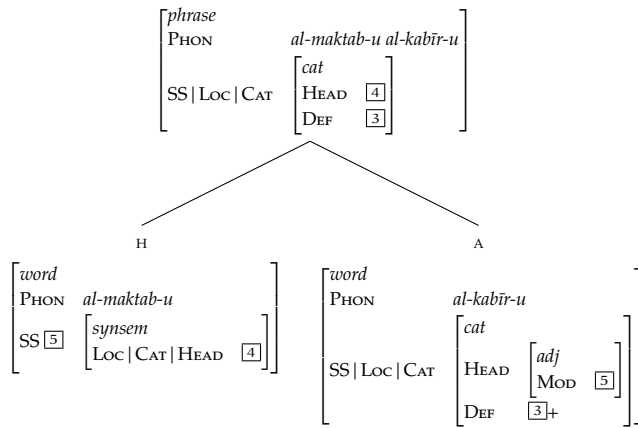 phrase
PHON al-maktab-u al-kabīr-u
cat
SS|LOC|CAT HEAD 4
DEF 3
H A
word
PHON al-maktab-u
synsem
SS 5 LOC|CAT|HEAD 4
word
PHON al-kabīr-u
cat
adj
SS|LOC|CAT HEAD MOD 5
DEF 3+